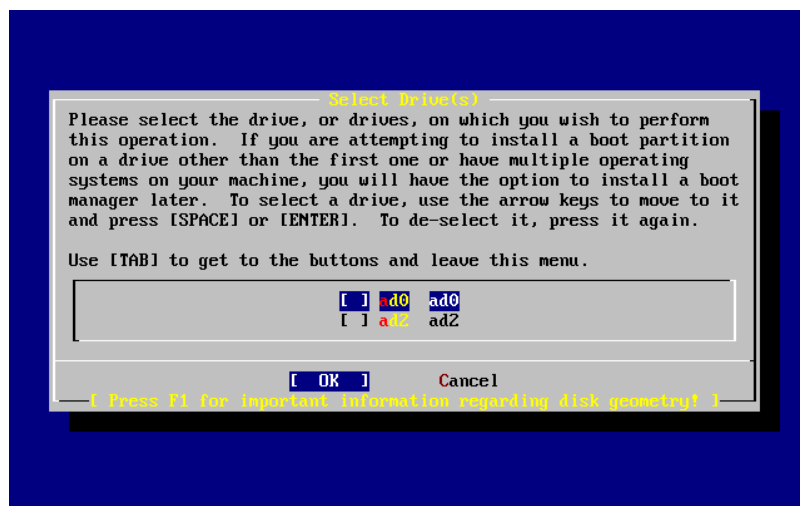 Select Drive(s)
Please select the drive, or drives, on which you wish to perform
this operation.  If you are attempting to install a boot partition
on a drive other than the first one or have multiple operating
systems on your machine, you will have the option to install a boot
manager later.  To select a drive, use the arrow keys to move to it
and press [SPACE] or [ENTER].  To de-select it, press it again.
Use [TAB] to get to the buttons and leave this menu.
[ ] ad0  ad0
[ ] ad2  ad2
[  OK  ]       Cancel
[ Press F1 for important information regarding disk geometry! ]